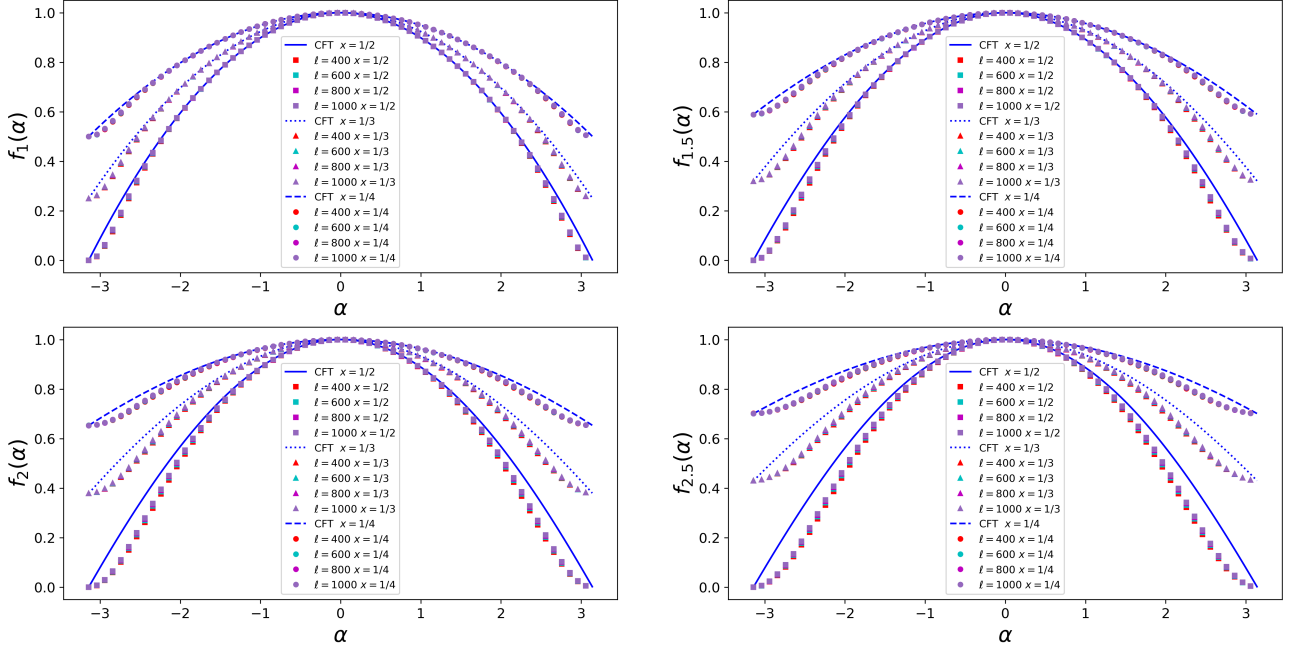 f₁(α)
1.0
0.8
0.6
0.4
0.2
0.0
CFT x = 1/2
ℓ = 400 x = 1/2
ℓ = 600 x = 1/2
ℓ = 800 x = 1/2
ℓ = 1000 x = 1/2
CFT x = 1/3
ℓ = 400 x = 1/3
ℓ = 600 x = 1/3
ℓ = 800 x = 1/3
ℓ = 1000 x = 1/3
CFT x = 1/4
ℓ = 400 x = 1/4
ℓ = 600 x = 1/4
ℓ = 800 x = 1/4
ℓ = 1000 x = 1/4
−3 −2 −1 0 1 2 3
α
f₁.₅(α)
1.0
0.8
0.6
0.4
0.2
0.0
CFT x = 1/2
ℓ = 400 x = 1/2
ℓ = 600 x = 1/2
ℓ = 800 x = 1/2
ℓ = 1000 x = 1/2
CFT x = 1/3
ℓ = 400 x = 1/3
ℓ = 600 x = 1/3
ℓ = 800 x = 1/3
ℓ = 1000 x = 1/3
CFT x = 1/4
ℓ = 400 x = 1/4
ℓ = 600 x = 1/4
ℓ = 800 x = 1/4
ℓ = 1000 x = 1/4
−3 −2 −1 0 1 2 3
α
f₂(α)
1.0
0.8
0.6
0.4
0.2
0.0
CFT x = 1/2
ℓ = 400 x = 1/2
ℓ = 600 x = 1/2
ℓ = 800 x = 1/2
ℓ = 1000 x = 1/2
CFT x = 1/3
ℓ = 400 x = 1/3
ℓ = 600 x = 1/3
ℓ = 800 x = 1/3
ℓ = 1000 x = 1/3
CFT x = 1/4
ℓ = 400 x = 1/4
ℓ = 600 x = 1/4
ℓ = 800 x = 1/4
ℓ = 1000 x = 1/4
−3 −2 −1 0 1 2 3
α
f₂.₅(α)
1.0
0.8
0.6
0.4
0.2
0.0
CFT x = 1/2
ℓ = 400 x = 1/2
ℓ = 600 x = 1/2
ℓ = 800 x = 1/2
ℓ = 1000 x = 1/2
CFT x = 1/3
ℓ = 400 x = 1/3
ℓ = 600 x = 1/3
ℓ = 800 x = 1/3
ℓ = 1000 x = 1/3
CFT x = 1/4
ℓ = 400 x = 1/4
ℓ = 600 x = 1/4
ℓ = 800 x = 1/4
ℓ = 1000 x = 1/4
−3 −2 −1 0 1 2 3
α